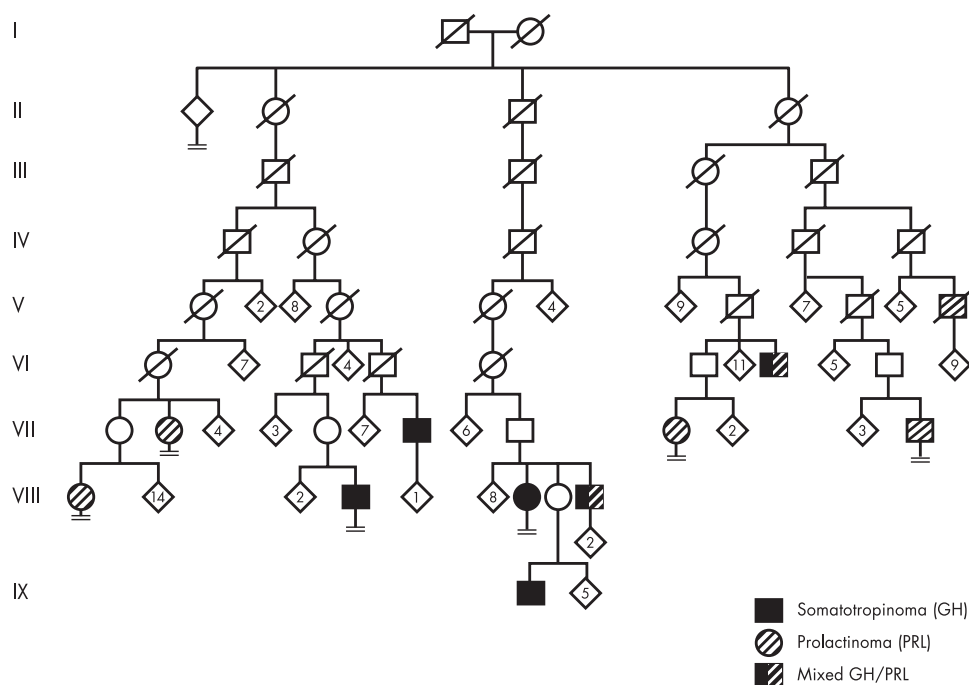 I
II
III
IV
V 2 8 4 9 7 5
VI 7 4 11 5 9
VII 4 3 7 6 2 3
VIII 14 2 1 8
2
IX 5
Somatotropinoma (GH)
Prolactinoma (PRL)
Mixed GH/PRL